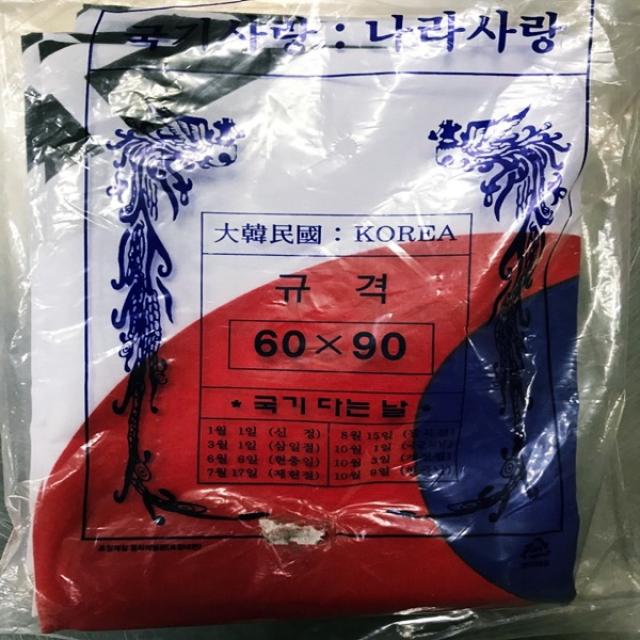 국기사랑 : 나라사랑
大韓民國 : KOREA
규 격
60×90
* 국기 다는 날 *
1월 1일 (신 정) 8월 15일
3월 1일 (삼일절) 10월 1일
6월 6일 (현충일) 10월 3일
7월 17일 (제헌절) 10월 9일